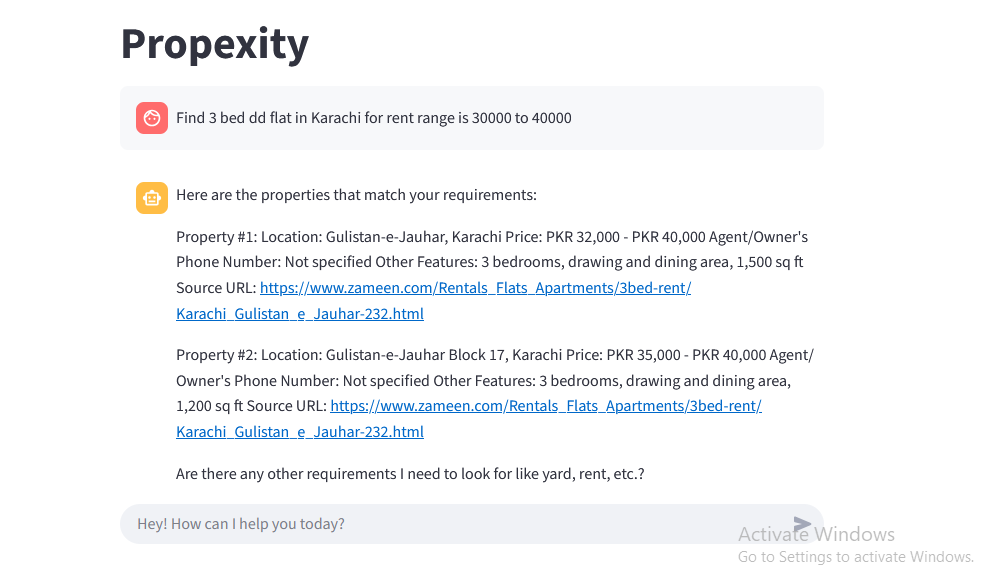 Propexity
Find 3 bed dd flat in Karachi for rent range is 30000 to 40000
Here are the properties that match your requirements:
Property #1: Location: Gulistan-e-Jauhar, Karachi Price: PKR 32,000 - PKR 40,000 Agent/Owner's
Phone Number: Not specified Other Features: 3 bedrooms, drawing and dining area, 1,500 sq ft
Source URL: https://www.zameen.com/Rentals_Flats_Apartments/3bed-rent/
Karachi_Gulistan_e_Jauhar-232.html
Property #2: Location: Gulistan-e-Jauhar Block 17, Karachi Price: PKR 35,000 - PKR 40,000 Agent/
Owner's Phone Number: Not specified Other Features: 3 bedrooms, drawing and dining area,
1,200 sq ft Source URL: https://www.zameen.com/Rentals_Flats_Apartments/3bed-rent/
Karachi_Gulistan_e_Jauhar-232.html
Are there any other requirements I need to look for like yard, rent, etc.?
Hey! How can I help you today?
Activate Windows
Go to Settings to activate Windows.